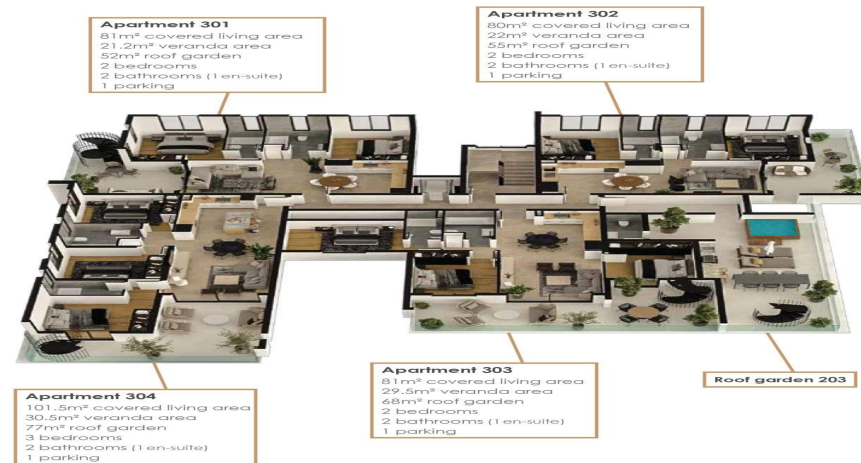 Apartment 301
81m² covered living area
21.2m² veranda area
52m² roof garden
2 bedrooms
2 bathrooms (1 en-suite)
1 parking
Apartment 302
80m² covered living area
22m² veranda area
55m² roof garden
2 bedrooms
2 bathrooms (1 en-suite)
1 parking
Apartment 304
101.5m² covered living area
30.5m² veranda area
77m² roof garden
3 bedrooms
2 bathrooms (1 en-suite)
1 parking
Apartment 303
81m² covered living area
29.5m² veranda area
68m² roof garden
2 bedrooms
2 bathrooms (1 en-suite)
1 parking
Roof garden 203